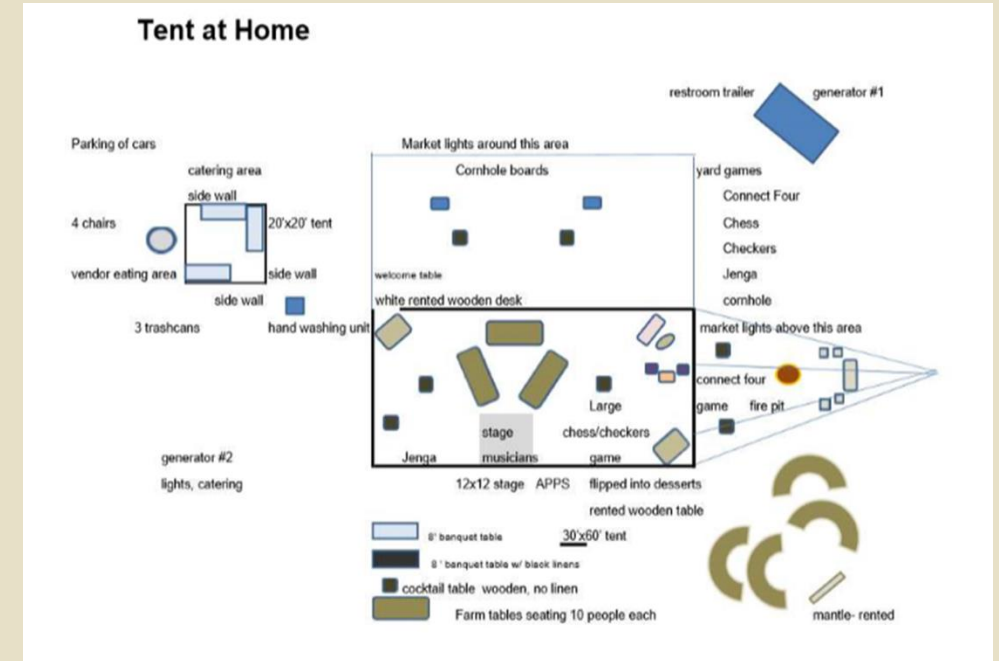 Tent at Home
restroom trailer
generator #1
Parking of cars
Market lights around this area
catering area
Cornhole boards
yard games
side wall
Connect Four
4 chairs
20'x20' tent
Chess
Checkers
vendor eating area
side wall
welcome table
Jenga
side wall
white rented wooden desk
cornhole
3 trashcans
hand washing unit
market lights above this area
connect four
Large
game
fire pit
stage
chess/checkers
generator #2
Jenga
musicians
game
lights, catering
12x12 stage
APPS
flipped into desserts
rented wooden table
8' banquet table
30'x60' tent
8' banquet table w/ black linens
cocktail table wooden, no linen
Farm tables seating 10 people each
mantle- rented